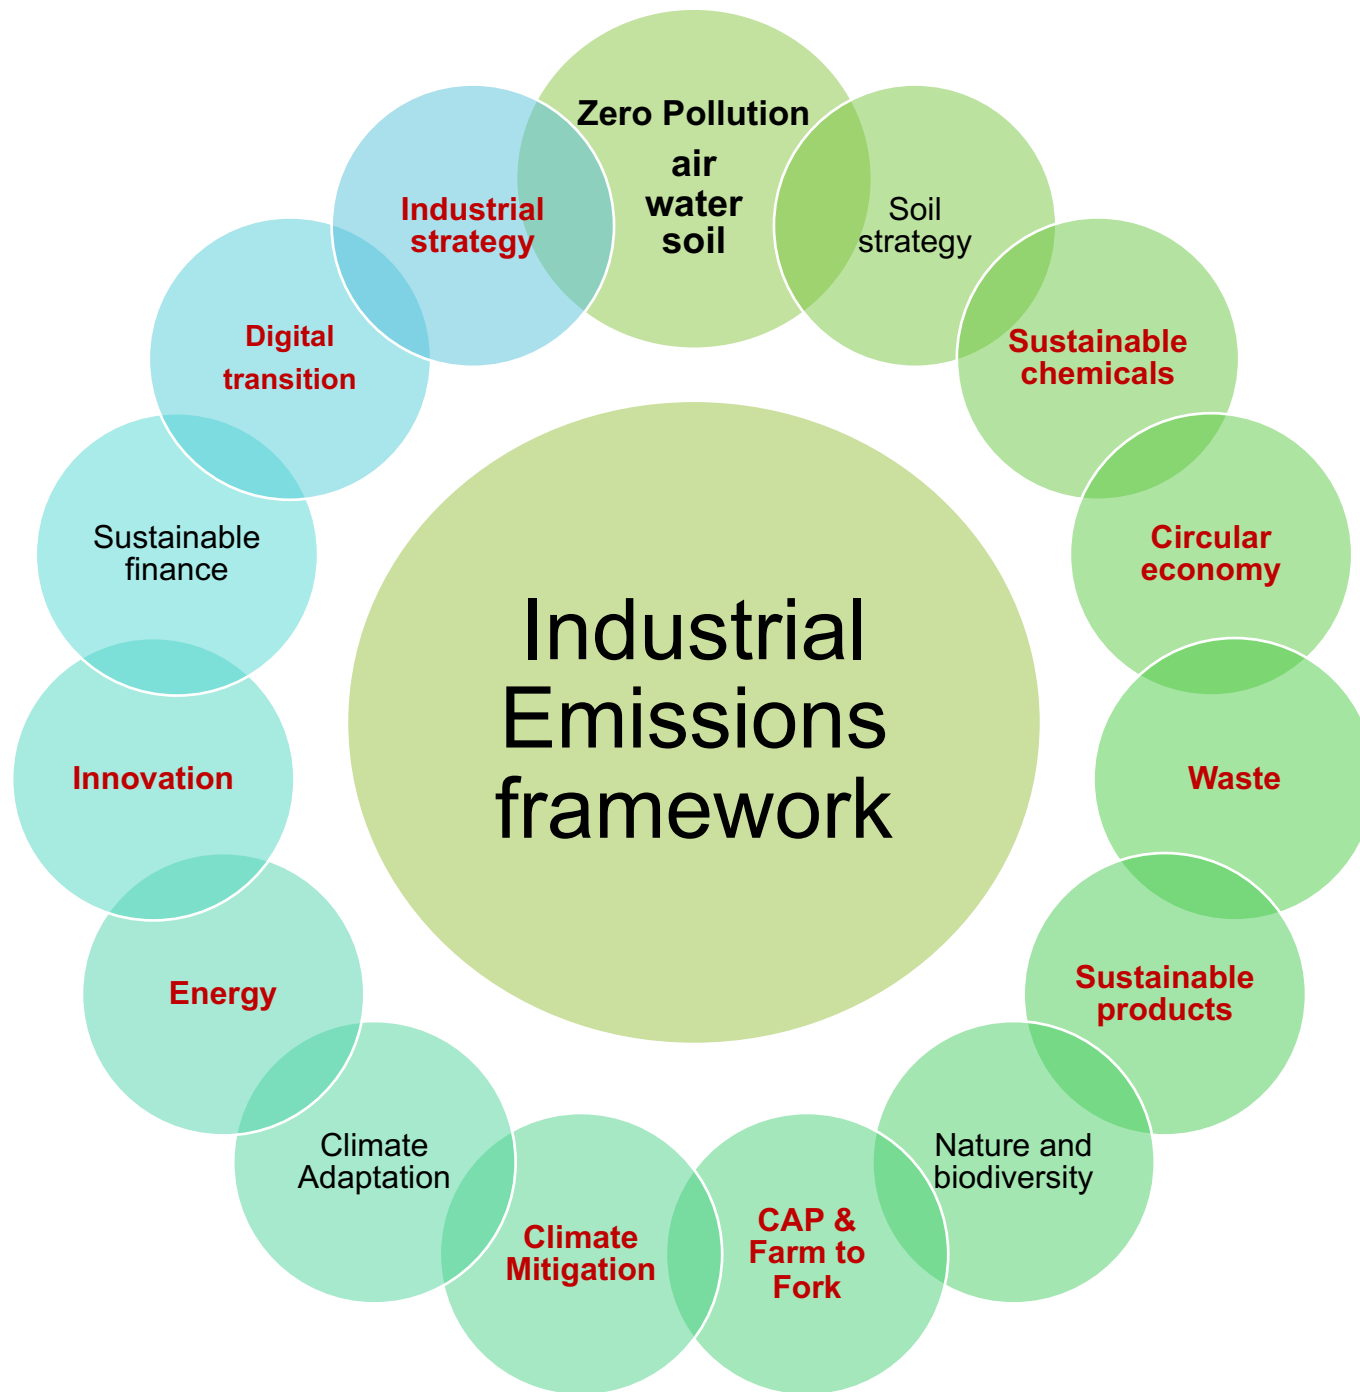 Zero Pollution
air
water
soil
Soil
strategy
Sustainable
chemicals
Circular
economy
Waste
Sustainable
products
Nature and
biodiversity
CAP &
Farm to
Fork
Climate
Mitigation
Climate
Adaptation
Energy
Innovation
Sustainable
finance
Digital
transition
Industrial
strategy
Industrial
Emissions
framework